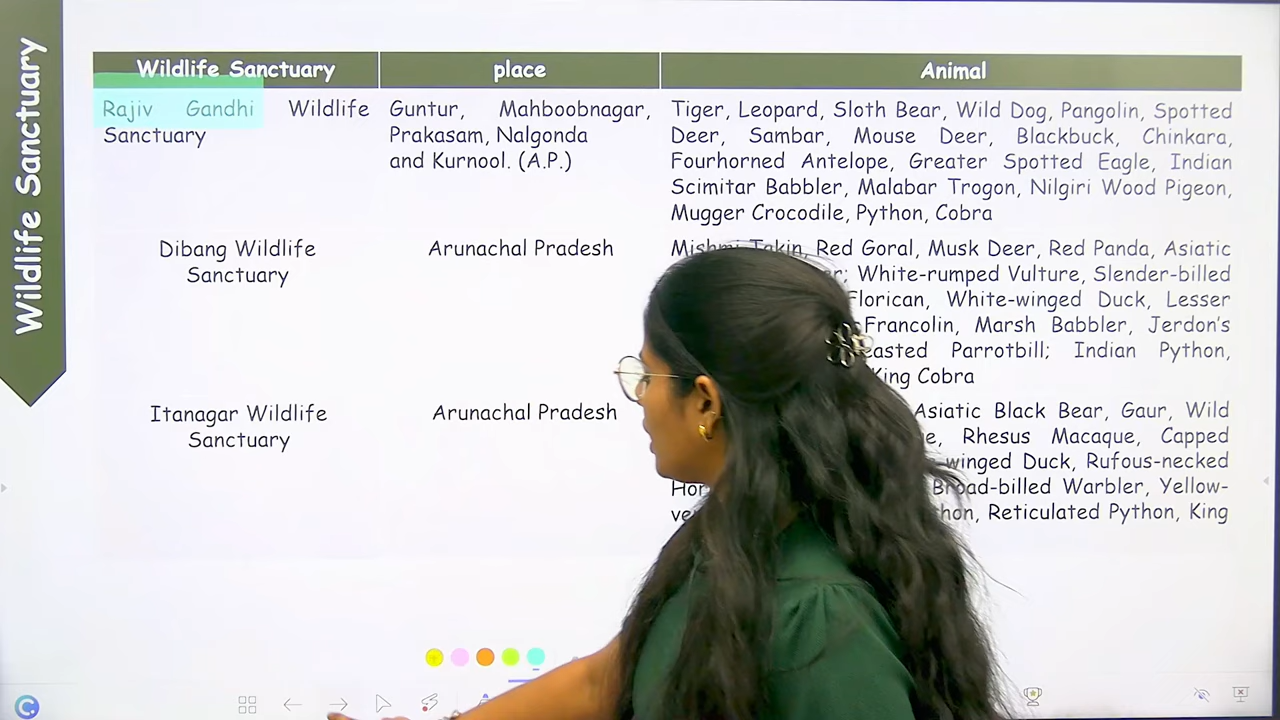 Wildlife Sanctuary
Wildlife Sanctuary place Animal
Rajiv Gandhi Wildlife
Sanctuary
Guntur, Mahboobnagar,
Prakasam, Nalgonda
and Kurnool. (A.P.)
Tiger, Leopard, Sloth Bear, Wild Dog, Pangolin, Spotted
Deer, Sambar, Mouse Deer, Blackbuck, Chinkara,
Fourhorned Antelope, Greater Spotted Eagle, Indian
Scimitar Babbler, Malabar Trogon, Nilgiri Wood Pigeon,
Mugger Crocodile, Python, Cobra
Dibang Wildlife
Sanctuary
Arunachal Pradesh
Mishmi Takin, Red Goral, Musk Deer, Red Panda, Asiatic
White-rumped Vulture, Slender-billed
Florican, White-winged Duck, Lesser
Francolin, Marsh Babbler, Jerdon's
Parrotbill; Indian Python,
King Cobra
Itanagar Wildlife
Sanctuary
Arunachal Pradesh
Asiatic Black Bear, Gaur, Wild
Rhesus Macaque, Capped
winged Duck, Rufous-necked
Broad-billed Warbler, Yellow-
Reticulated Python, King